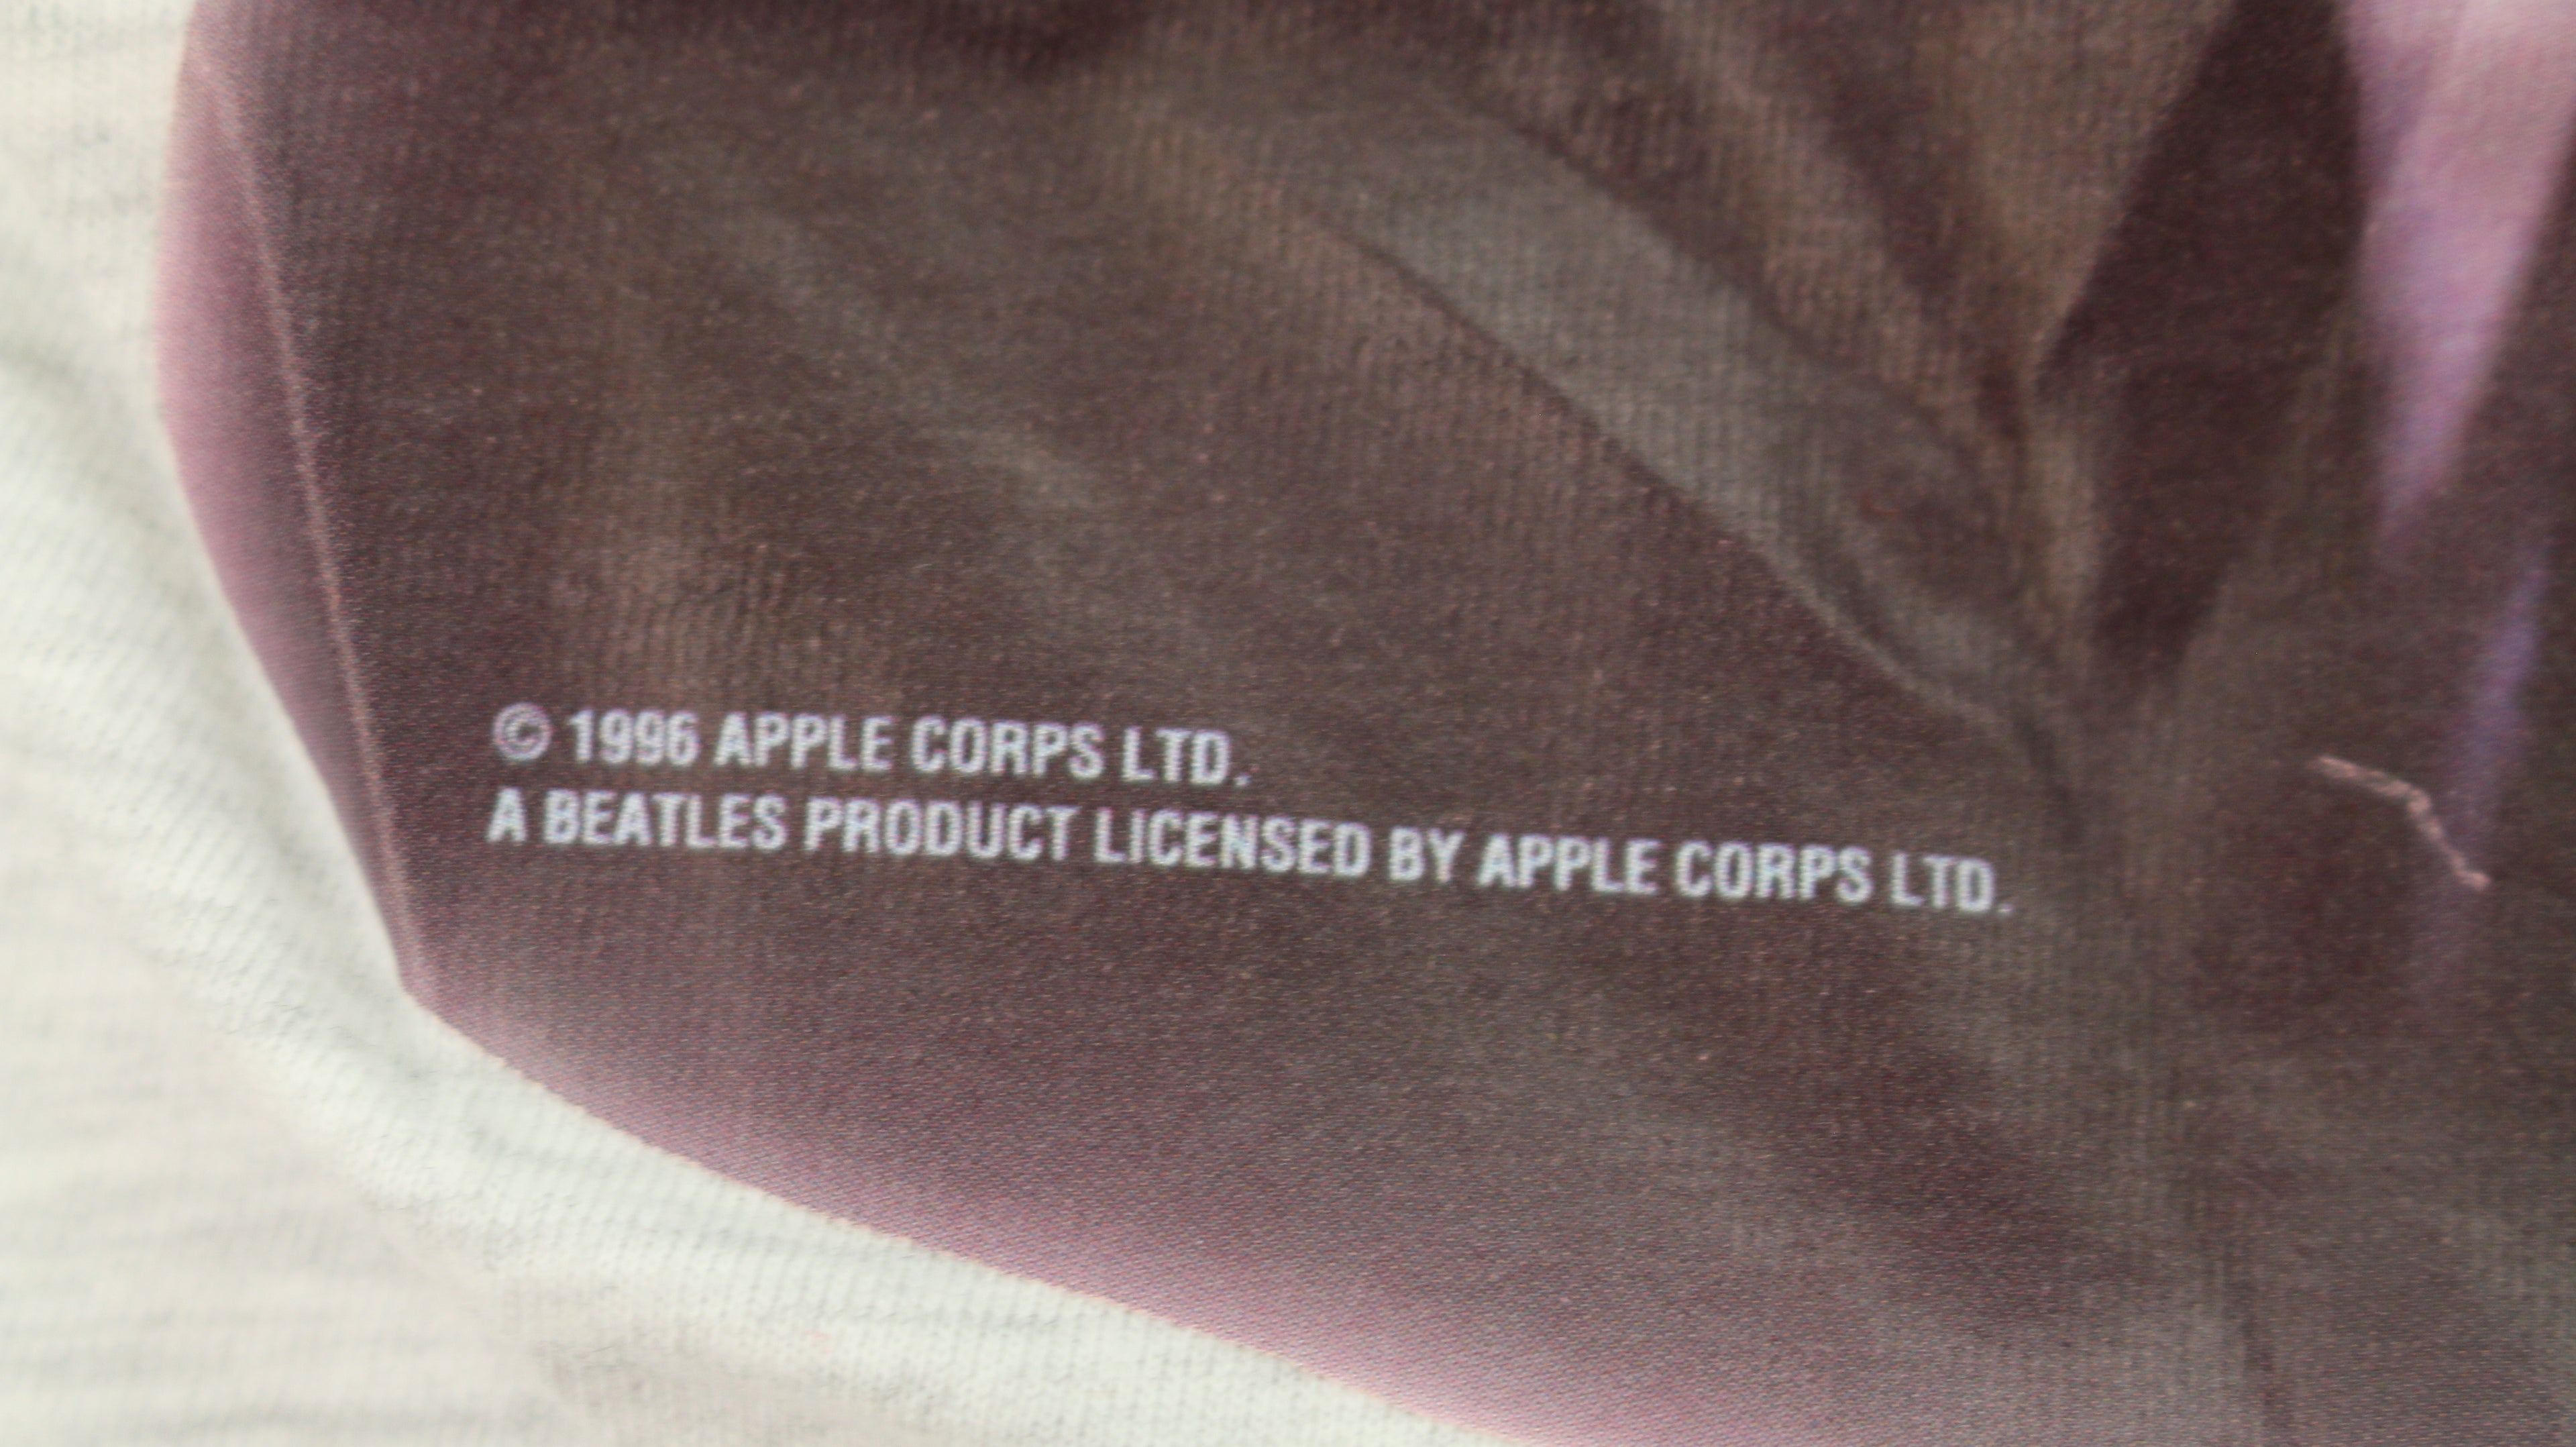 © 1996 APPLE CORPS LTD.
A BEATLES PRODUCT LICENSED BY APPLE CORPS LTD.